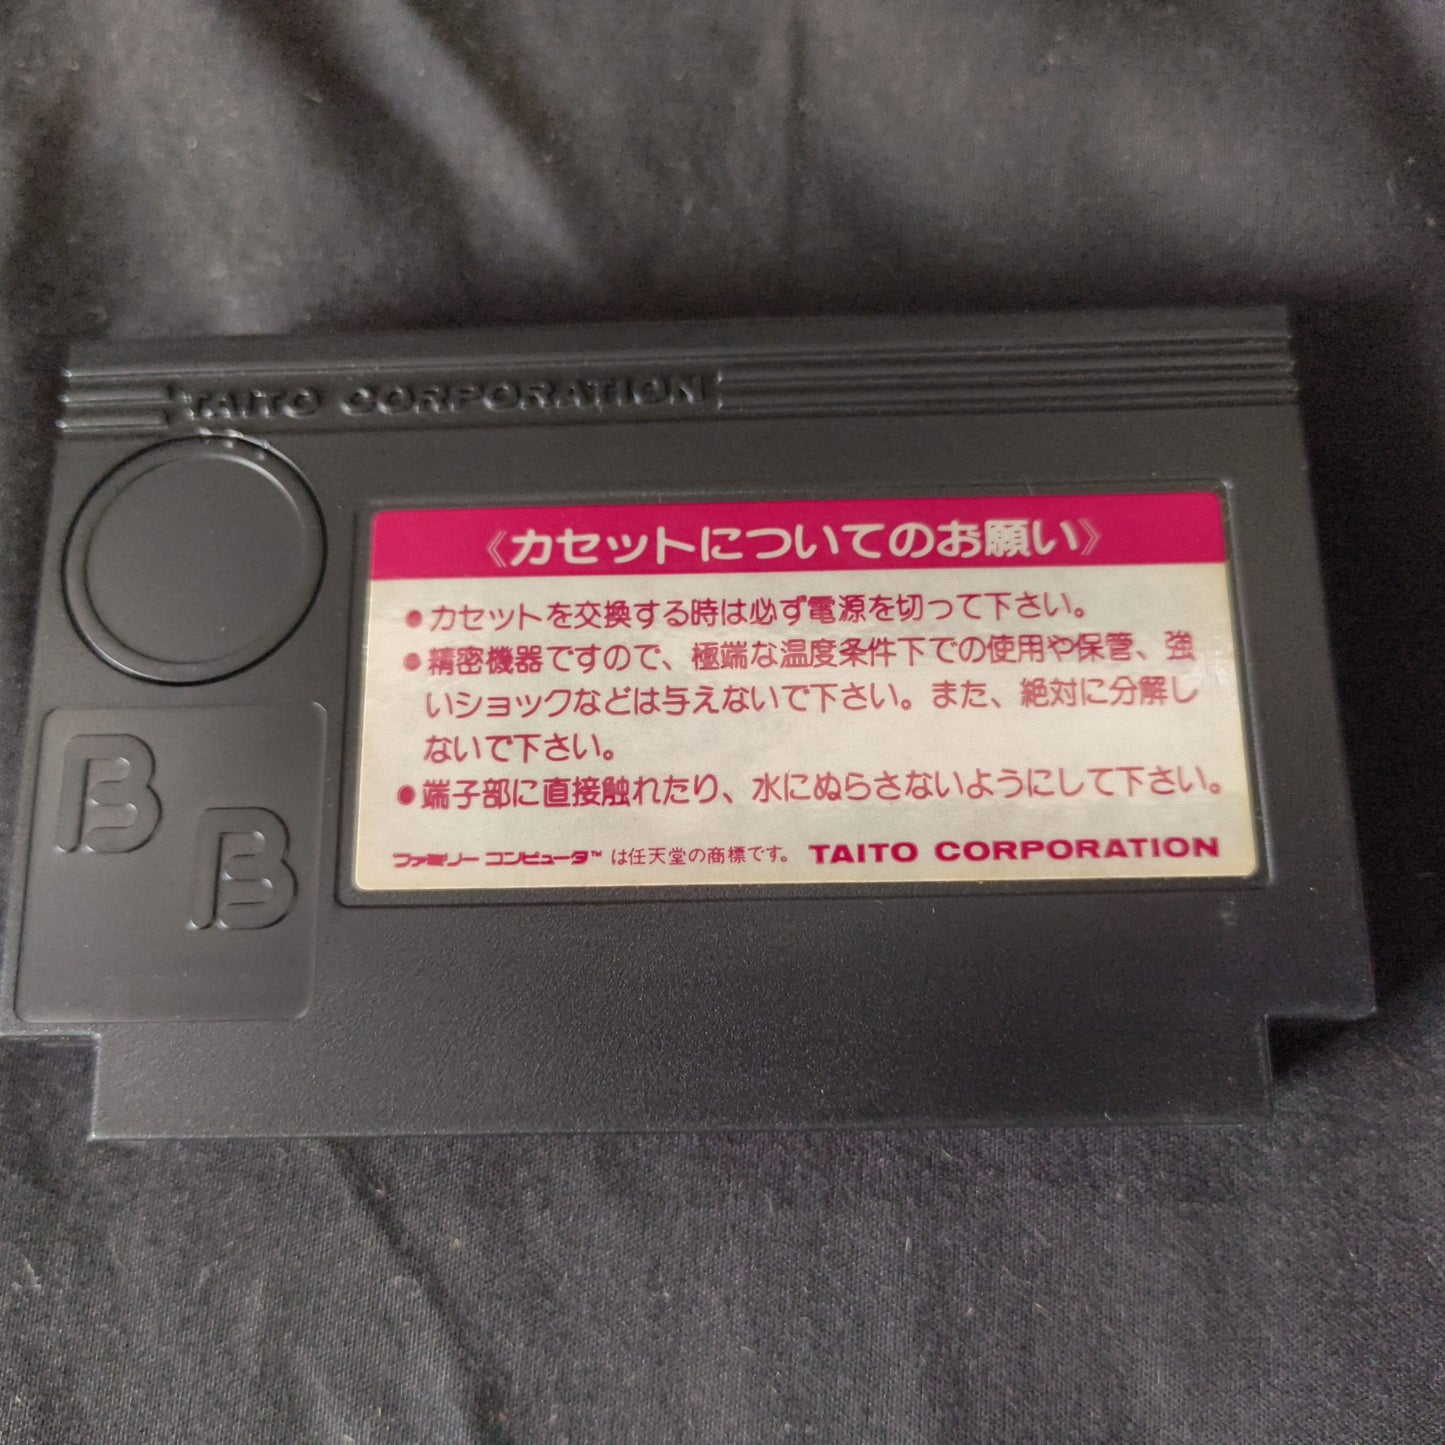 TAITO CORPORATION
《カセットについてのお願い》
●カセットを交換する時は必ず電源を切って下さい。
●精密機器ですので、極端な温度条件下での使用や保管、強
いショックなどは与えないで下さい。また、絶対に分解し
ないで下さい。
●端子部に直接触れたり、水にぬらさないようにして下さい。
ファミリー コンピュータ™ は任天堂の商標です。 TAITO CORPORATION
B
B